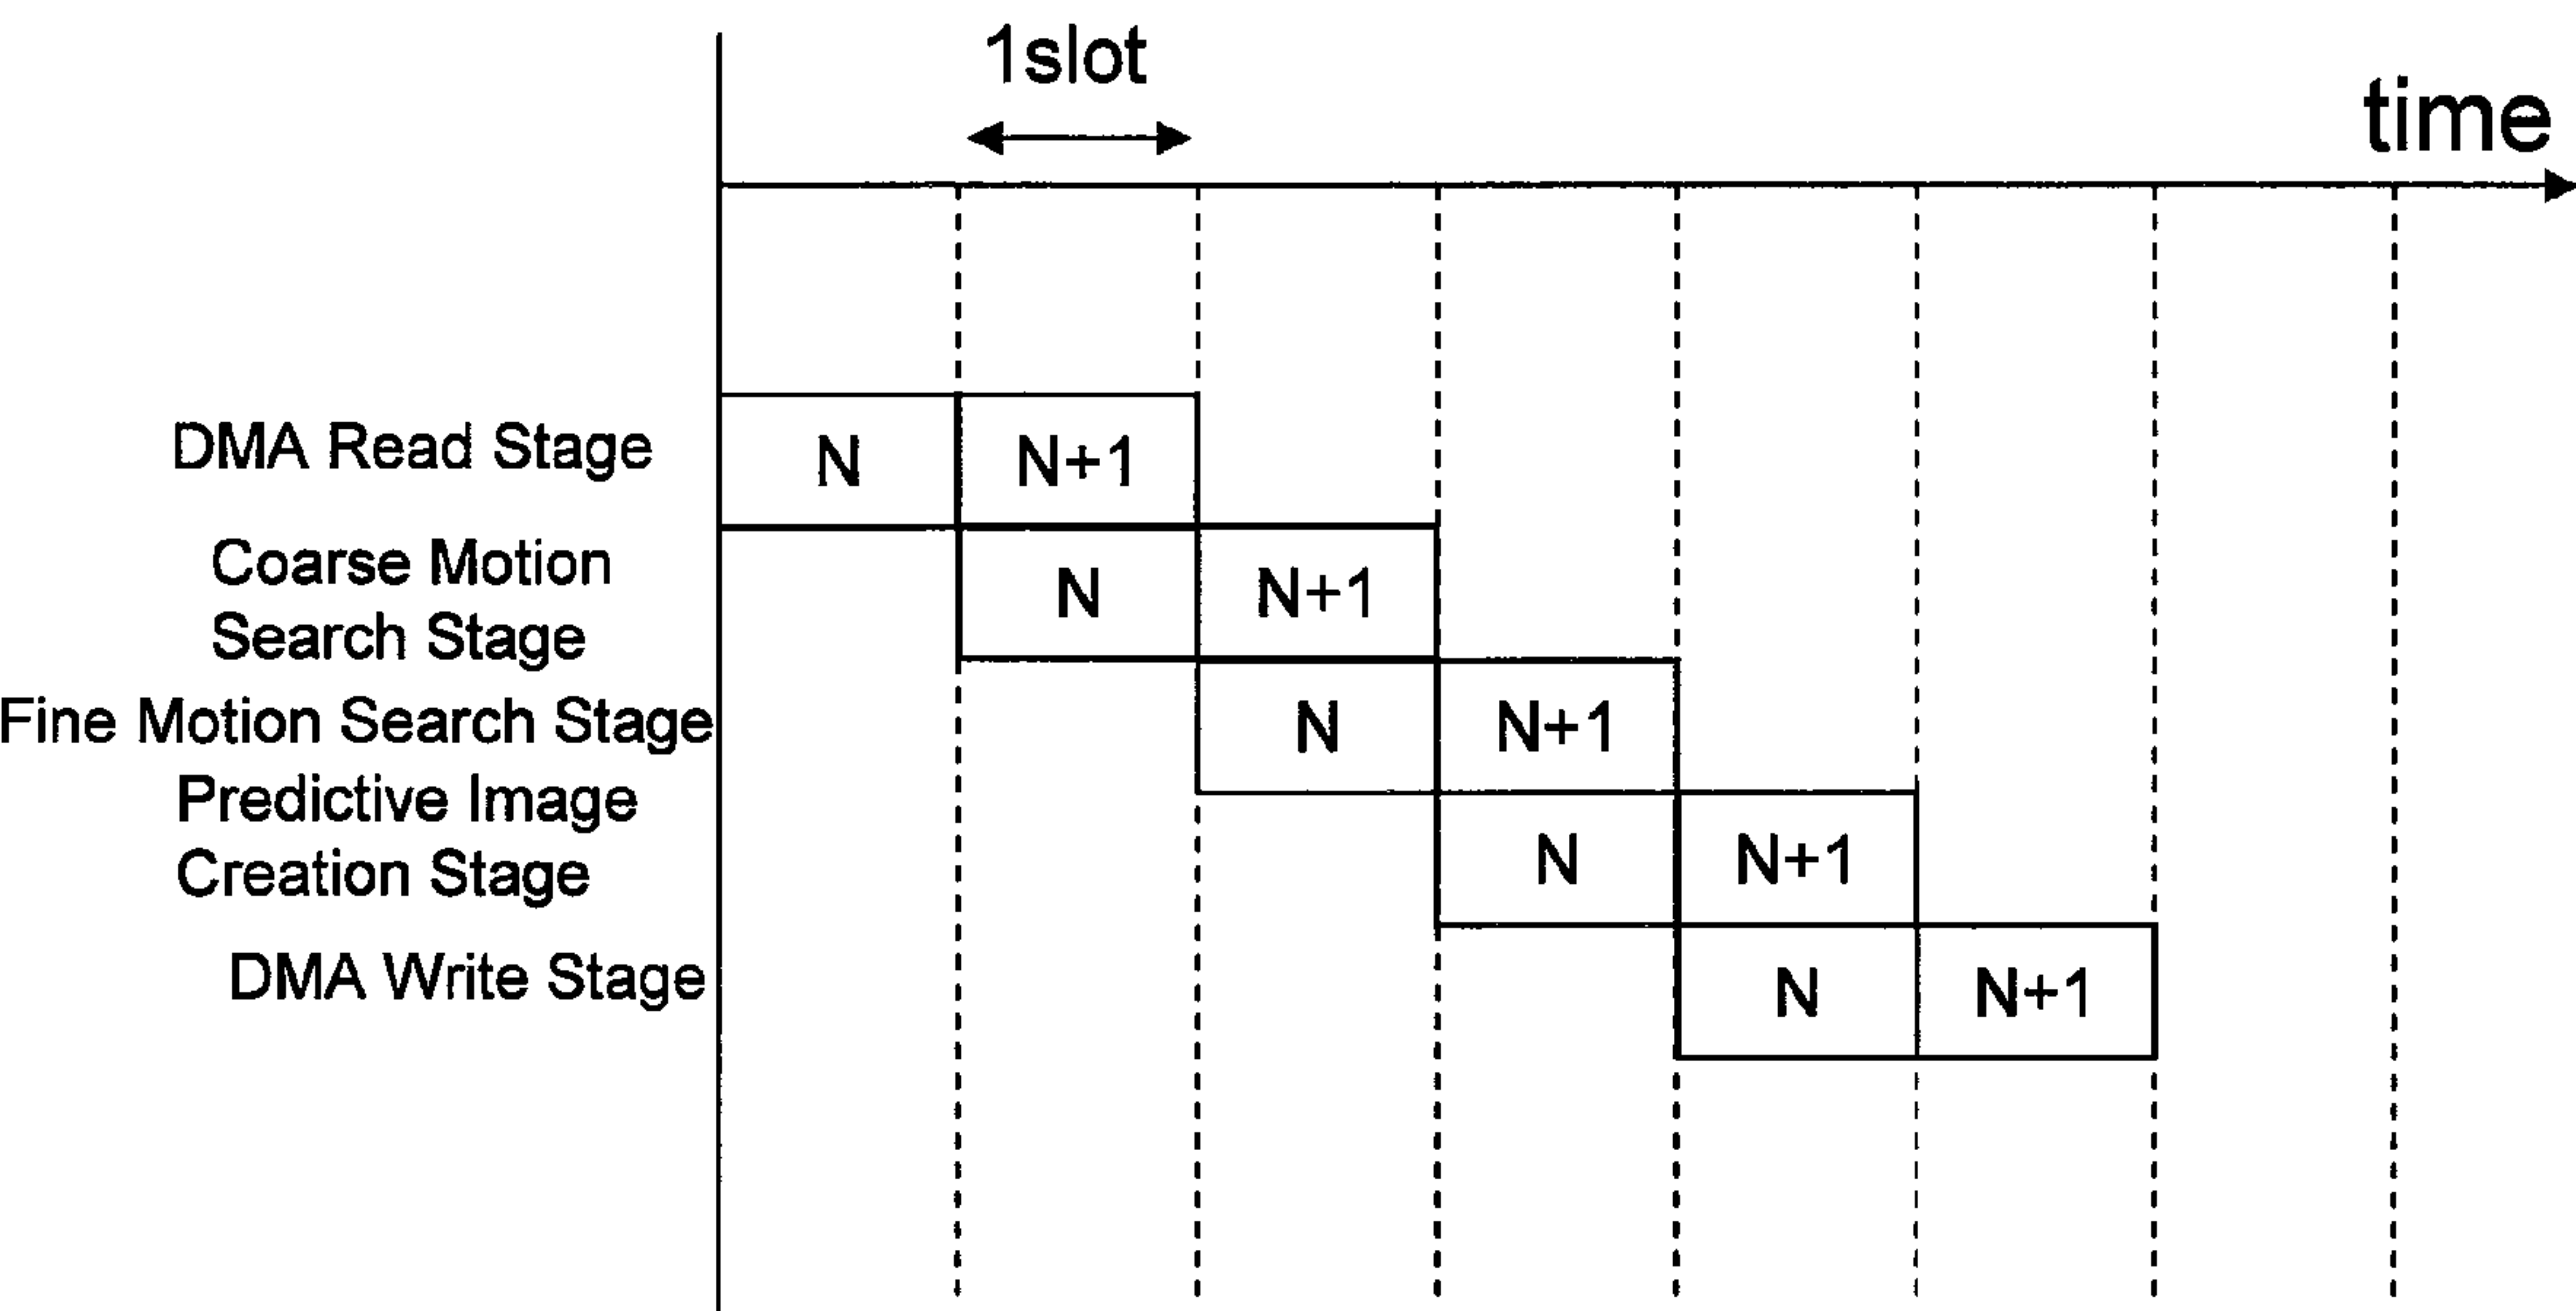 1slot
time
DMA Read Stage
N
N+1
Coarse Motion
Search Stage
N
N+1
Fine Motion Search Stage
N
N+1
Predictive Image
Creation Stage
N
N+1
DMA Write Stage
N
N+1